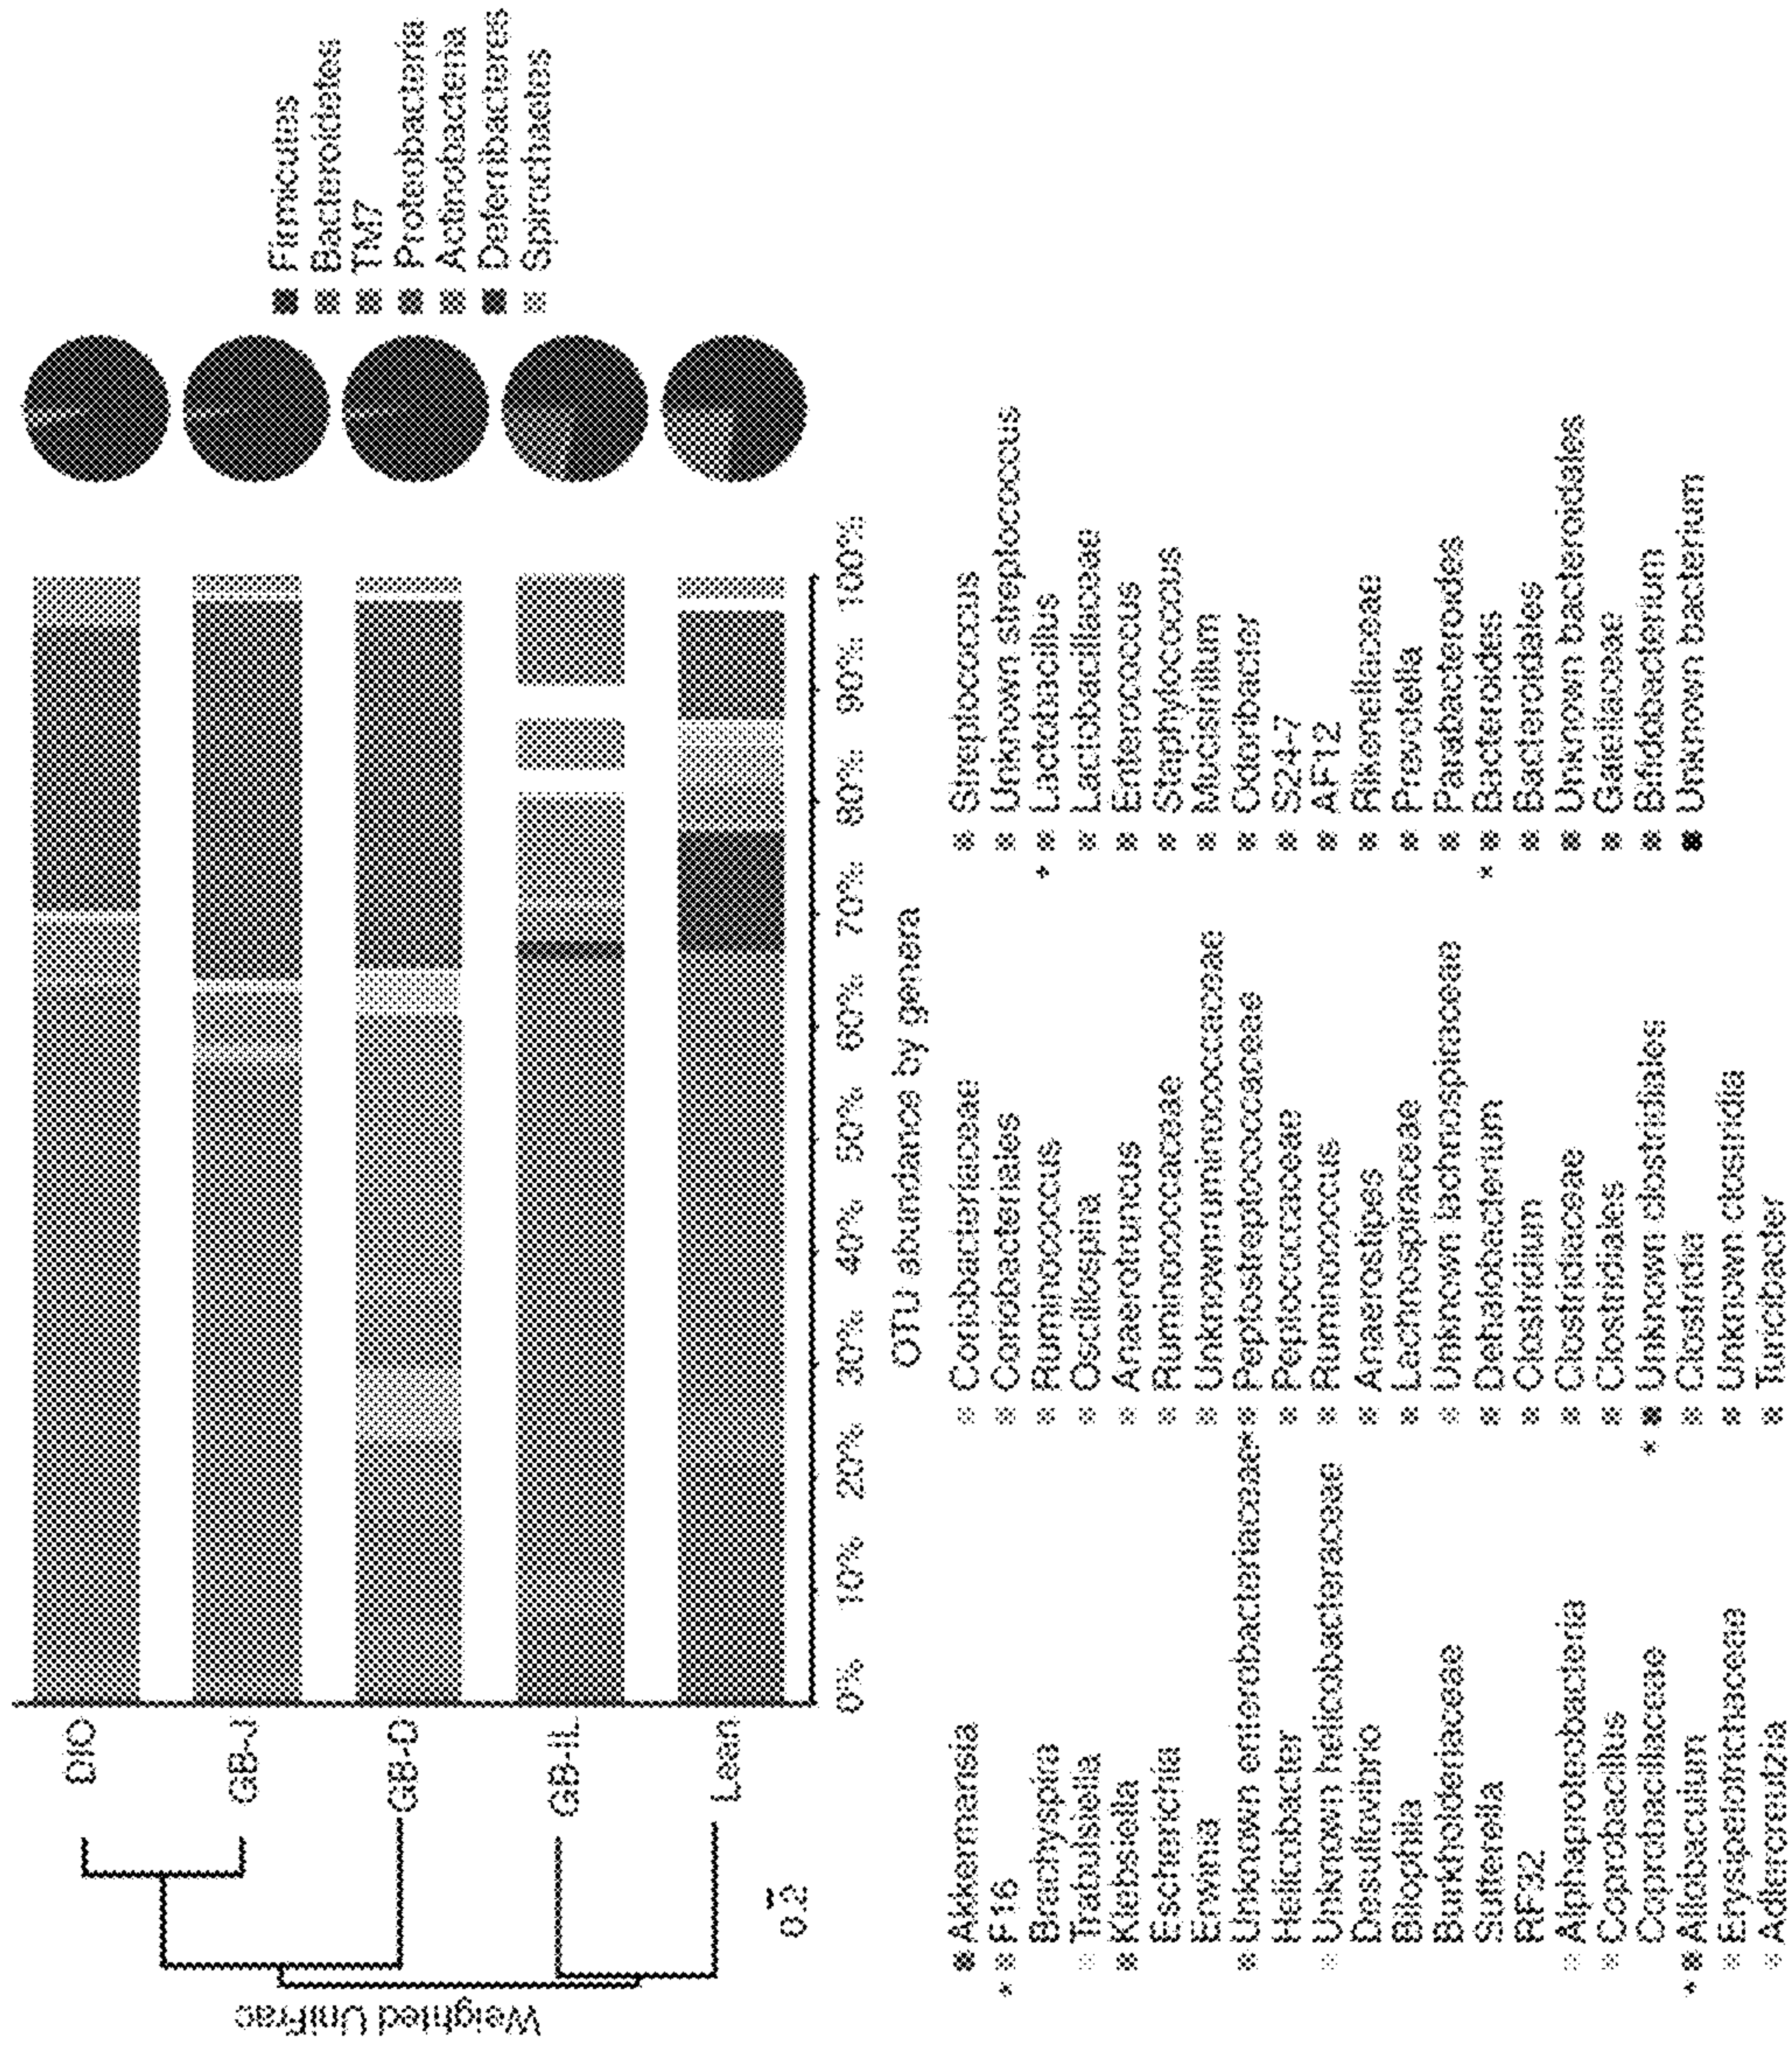 Weighted UniFrac
0.2
DIO
GB-J
GB-D
GB-IL
Lean
0% 10% 20% 30% 40% 50% 60% 70% 80% 90% 100%
OTU abundance by genera
Firmicutes
Bacteroidetes
TM7
Proteobacteria
Actinobacteria
Deferribacteres
Spirochaetes
Akkermansia
* F16
Brachyspira
Trabulsiella
Klebsiella
Escherichia
Erwinia
Unknown enterobacteriaceae
Helicobacter
Unknown helicobacteraceae
Desulfovibrio
Bilophila
Burkholderiaceae
Sutterella
RF32
Alphaproteobacteria
Coprobacillus
Coprobacillaceae
* Allobaculum
Erysipelotrichaceae
Adlercreutzia
Coriobacteriaceae
Coriobacteriales
Ruminococcus
Oscillospira
Anaerotruncus
Ruminococcaceae
Unknownruminococcaceae
* Peptostreptococcaceae
Peptococcaceae
Ruminococcus
Anaerostipes
Lachnospiraceae
Unknown lachnospiraceae
Dehalobacterium
Clostridium
Clostridiaceae
Clostridiales
* Unknown clostridiales
Clostridia
Unknown clostridia
Turicibacter
Streptococcus
Unknown streptococcus
* Lactobacillus
Lactobacillaceae
Enterococcus
Staphylococcus
Mucisirillum
Odoribacter
S24-7
AF12
Rikenellaceae
Prevotella
Parabacteroides
* Bacteroides
Bacteroidales
Unknown bacteroidales
Gaiellaceae
Bifidobacterium
Unknown bacterium